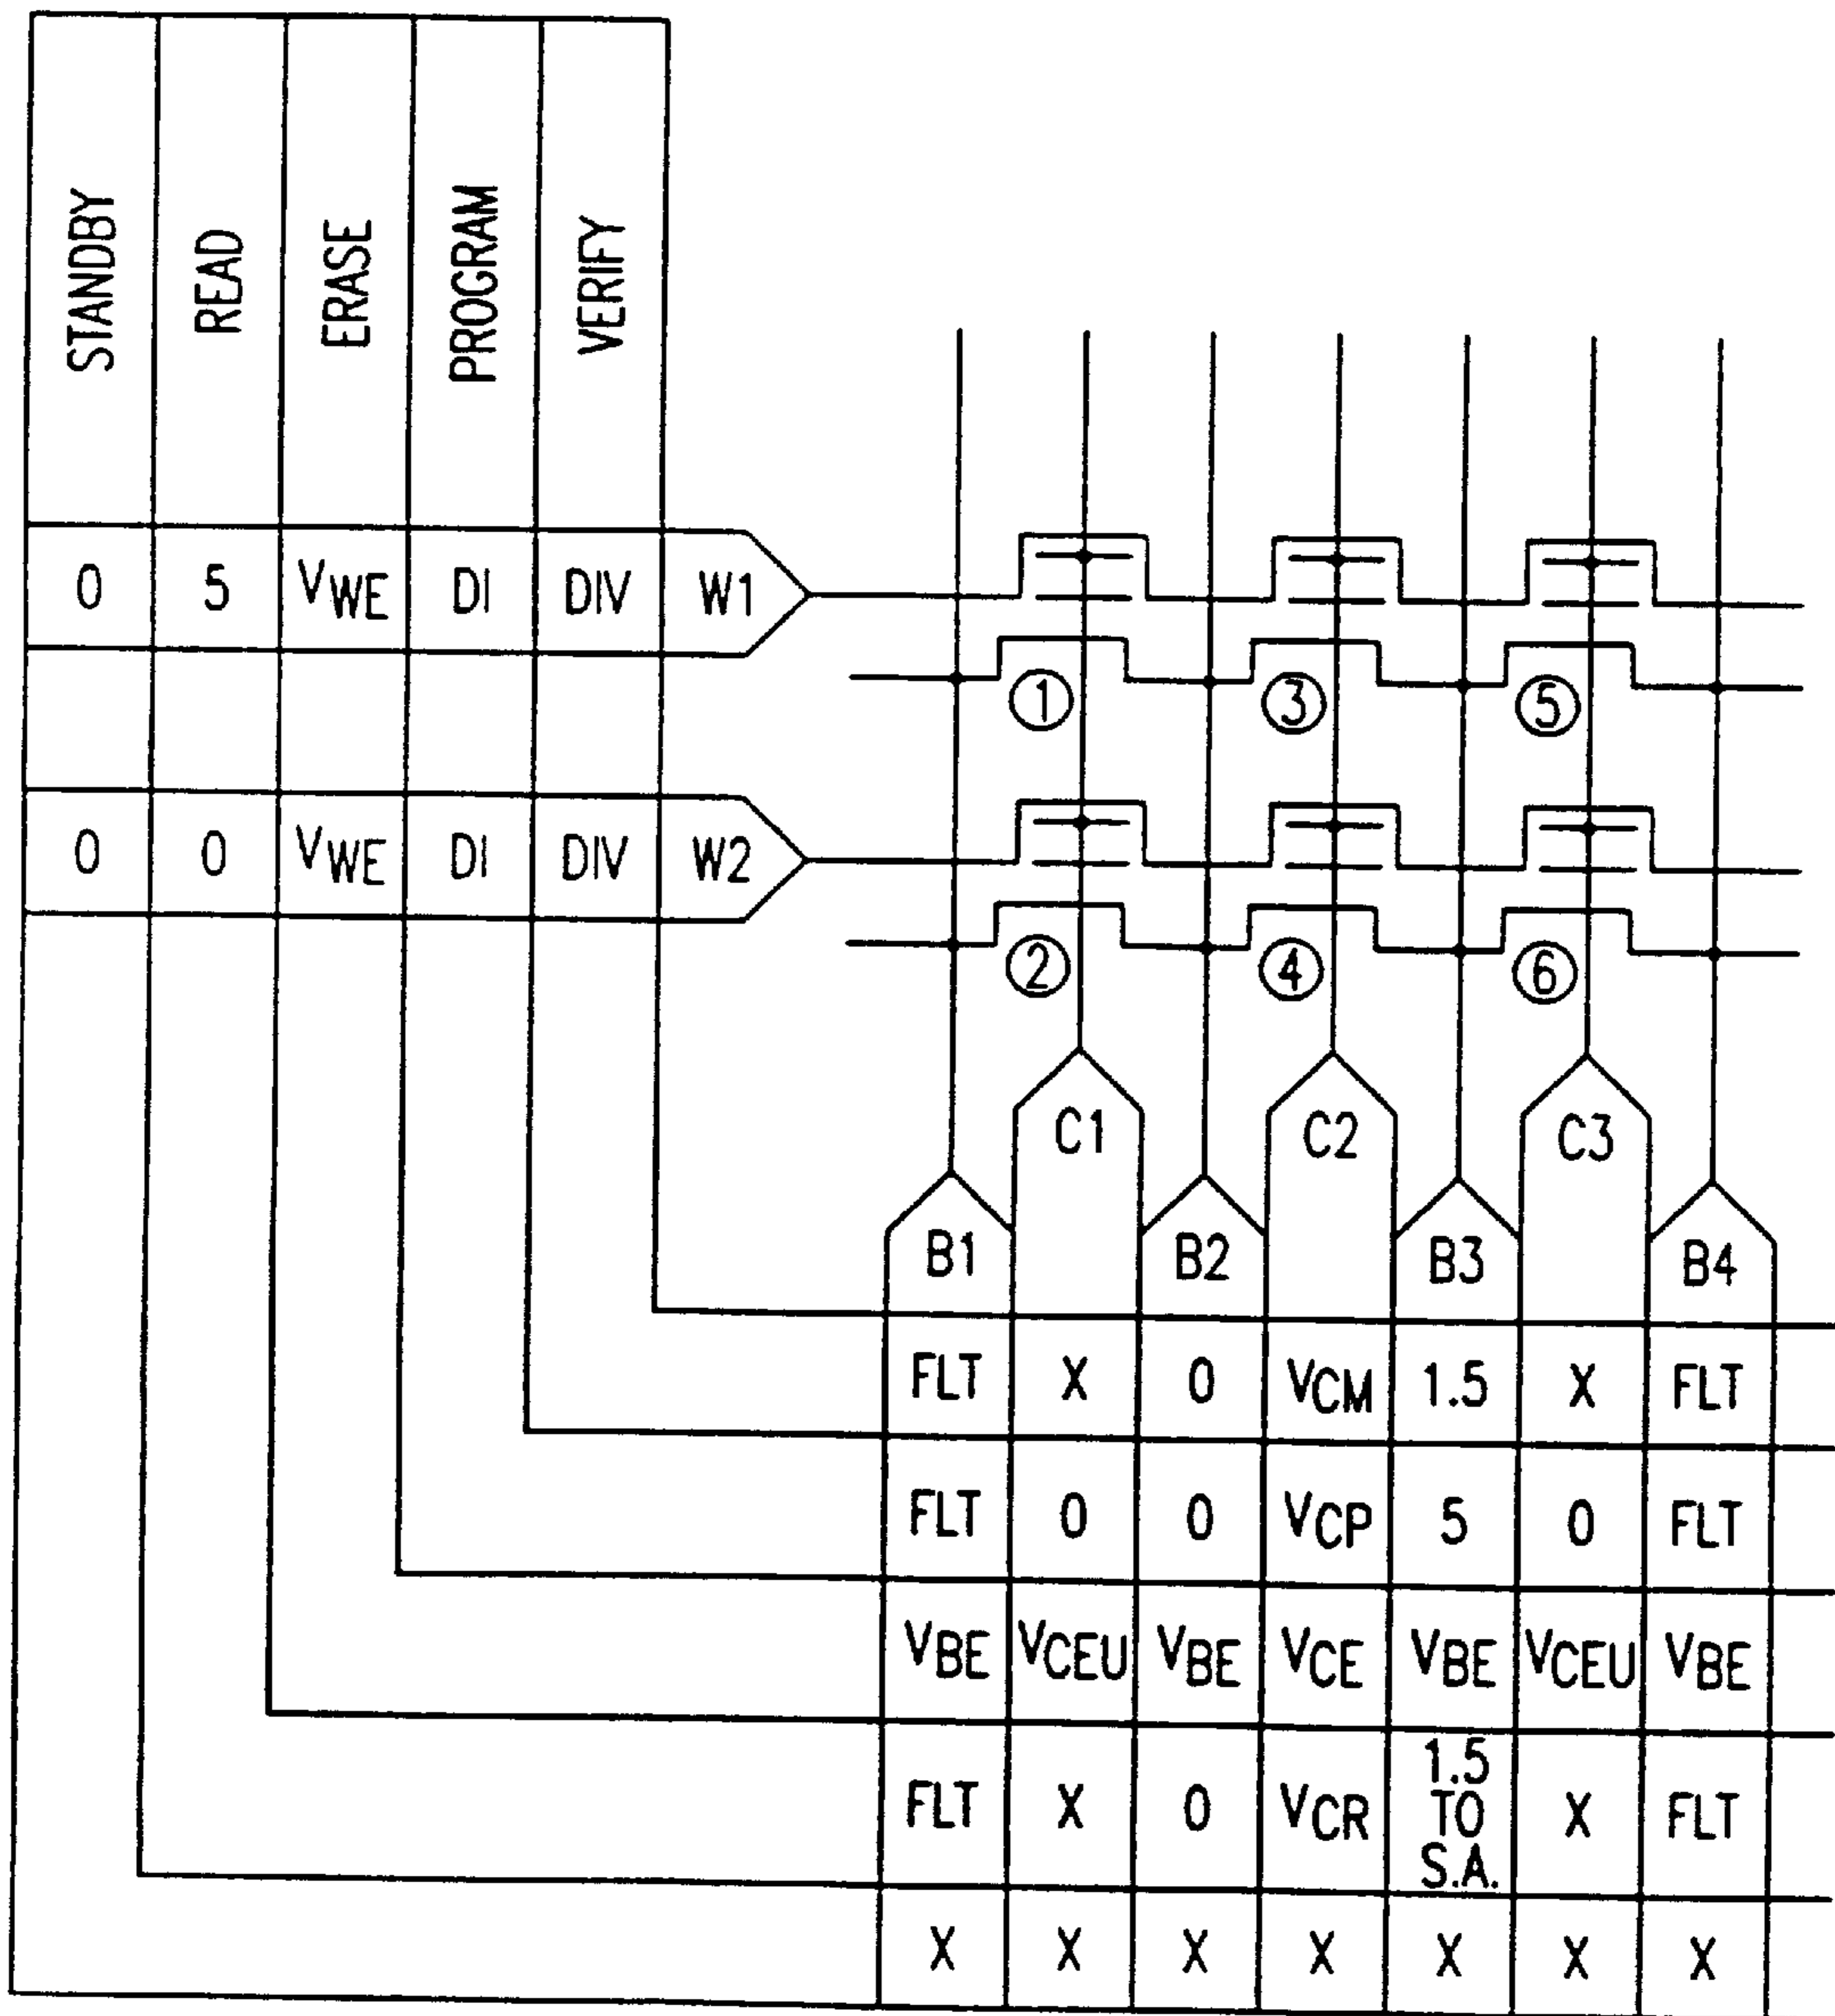 STANDBY
READ
ERASE
PROGRAM
VERIFY
0 5 VWE DI DIV W1
1 3 5
0 0 VWE DI DIV W2
2 4 6
C1 C2 C3
B1 B2 B3 B4
FLT X 0 VCM 1.5 X FLT
FLT 0 0 VCP 5 0 FLT
VBE VCEU VBE VCE VBE VCEU VBE
FLT X 0 VCR 1.5 TO S.A. X FLT
X X X X X X X